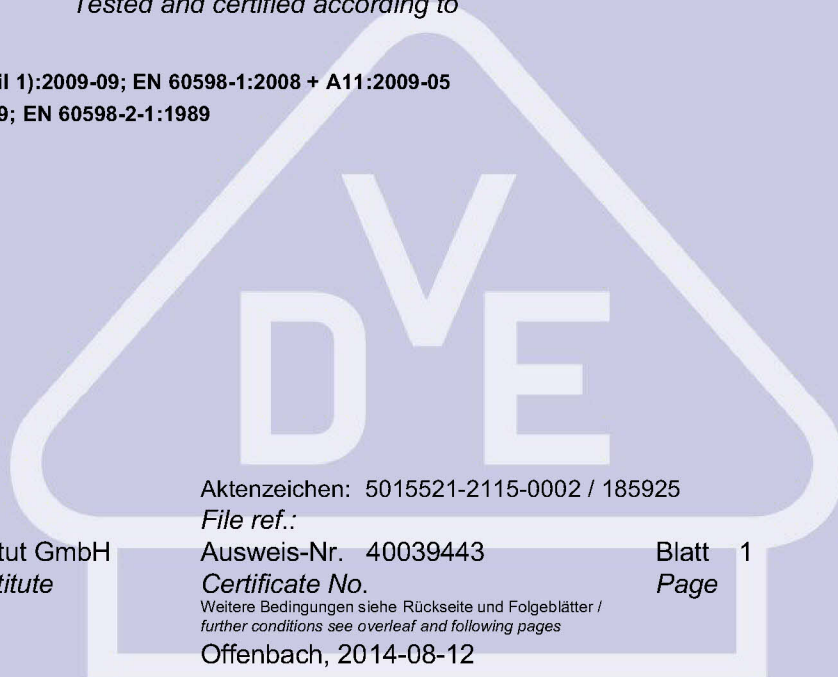 Tested and certified according to
il 1):2009-09; EN 60598-1:2008 + A11:2009-05
9; EN 60598-2-1:1989
DVE
Aktenzeichen: 5015521-2115-0002 / 185925
File ref.:
tut GmbH Ausweis-Nr. 40039443 Blatt 1
titute Certificate No. Page
Weitere Bedingungen siehe Rückseite und Folgeblätter /
further conditions see overleaf and following pages
Offenbach, 2014-08-12